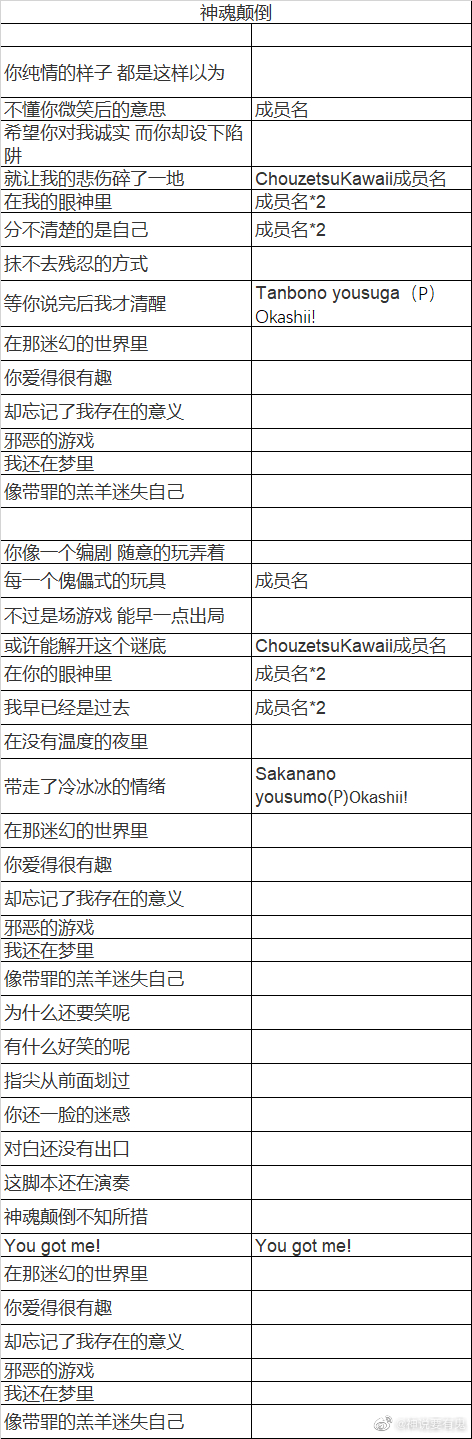 神魂颠倒
你纯情的样子 都是这样以为
不懂你微笑后的意思 成员名
希望你对我诚实 而你却设下陷
阱
就让我的悲伤碎了一地 ChouzetsuKawaii成员名
在我的眼神里 成员名*2
分不清楚的是自己 成员名*2
抹不去残忍的方式
等你说完后我才清醒 Tanbono yousuga（P）
Okashii!
在那迷幻的世界里
你爱得很有趣
却忘记了我存在的意义
邪恶的游戏
我还在梦里
像带罪的羔羊迷失自己
你像一个编剧 随意的玩弄着
每一个傀儡式的玩具 成员名
不过是场游戏 能早一点出局
或许能解开这个谜底 ChouzetsuKawaii成员名
在你的眼神里 成员名*2
我早已经是过去 成员名*2
在没有温度的夜里
带走了冷冰冰的情绪 Sakanano
yousumo(P)Okashii!
在那迷幻的世界里
你爱得很有趣
却忘记了我存在的意义
邪恶的游戏
我还在梦里
像带罪的羔羊迷失自己
为什么还要笑呢
有什么好笑的呢
指尖从前面划过
你还一脸的迷惑
对白还没有出口
这脚本还在演奏
神魂颠倒不知所措
You got me! You got me!
在那迷幻的世界里
你爱得很有趣
却忘记了我存在的意义
邪恶的游戏
我还在梦里
像带罪的羔羊迷失自己